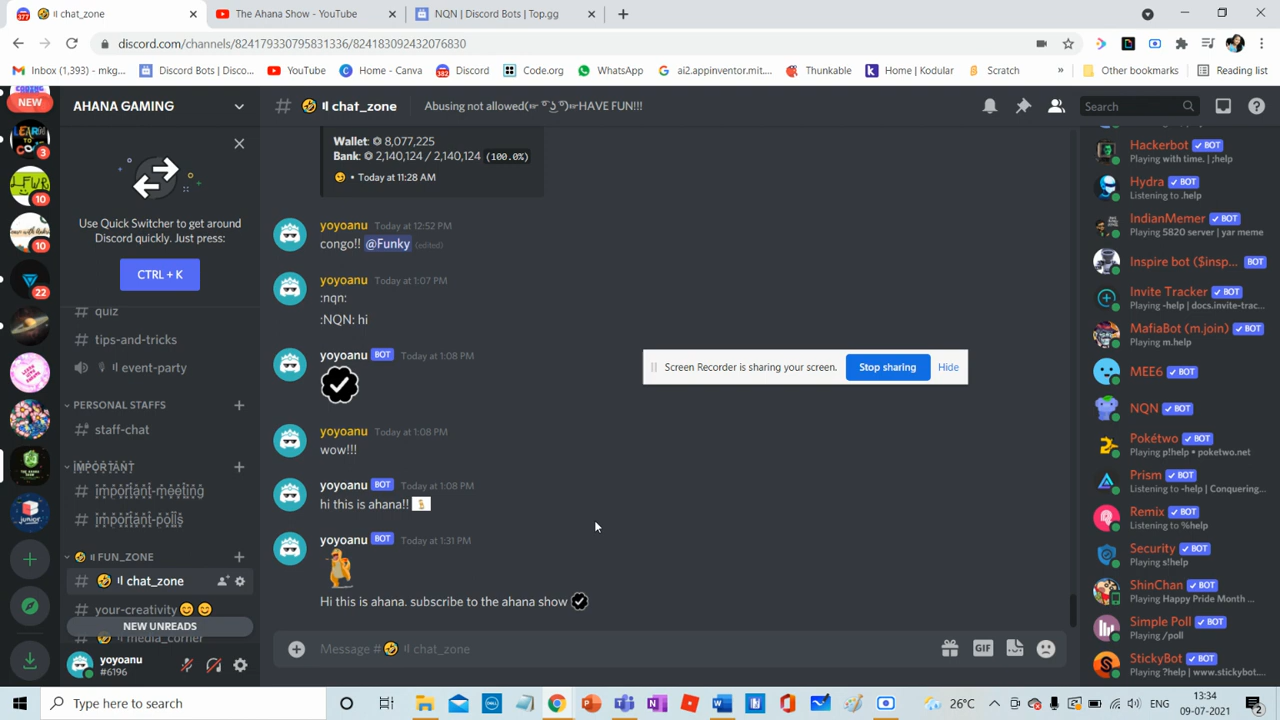 377
chat_zone
The Ahana Show - YouTube
NQN | Discord Bots | Top.gg
discord.com/channels/824179330795831336/824183092432076830
Inbox (1,393) - mkg...
Discord Bots | Disco...
YouTube
Home - Canva
382
Discord
Code.org
WhatsApp
ai2.appinventor.mit....
Thunkable
Home | Kodular
Scratch
»
Other bookmarks
Reading list
NEW
3
10
10
22
AHANA GAMING
Use Quick Switcher to get around
Discord quickly. Just press:
CTRL + K
# quiz
# tips-and-tricks
event-party
PERSONAL STAFFS
# staff-chat
IMPORTANT
# important-meeting
# important-polls
🤣 FUN_ZONE
# 🤣 chat_zone
# your-creativity😊😊
NEW UNREADS
# 🤣 media_corner
yoyoanu
#6196
# 🤣 chat_zone
Abusing not allowed(☞ ͡° ͜ʖ ͡°)☞HAVE FUN!!!
Search
Wallet: 8,077,225
Bank: 2,140,124 / 2,140,124 (100.0%)
• Today at 11:28 AM
yoyoanu Today at 12:52 PM
congo!! @Funky (edited)
yoyoanu Today at 1:07 PM
:nqn:
:NQN: hi
yoyoanu BOT Today at 1:08 PM
yoyoanu Today at 1:08 PM
wow!!!
yoyoanu BOT Today at 1:08 PM
hi this is ahana!!
yoyoanu BOT Today at 1:31 PM
Hi this is ahana. subscribe to the ahana show
Message # 🤣 chat_zone
GIF
Screen Recorder is sharing your screen.
Stop sharing
Hide
Hackerbot ✓ BOT
Playing with time. | ;help
Hydra ✓ BOT
Listening to .help
IndianMemer ✓ BOT
Playing 5820 server | yar meme
Inspire bot ($insp... BOT
Invite Tracker ✓ BOT
Playing -help | docs.invite-trac...
MafiaBot (m.join) ✓ BOT
Playing m.help
MEE6 ✓ BOT
NQN ✓ BOT
Pokétwo ✓ BOT
Playing p!help • poketwo.net
Prism ✓ BOT
Listening to -help | Conquering...
Remix ✓ BOT
Listening to %help
Security ✓ BOT
Playing s!help
ShinChan ✓ BOT
Playing Happy Pride Month ...
Simple Poll ✓ BOT
Playing /poll
StickyBot ✓ BOT
Playing ?help | www.stickybot....
Type here to search
26°C
ENG
13:34
09-07-2021
2